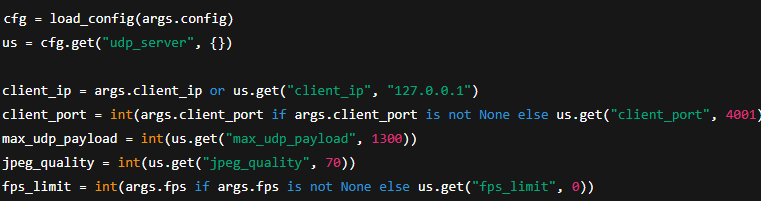 cfg = load_config(args.config)
us = cfg.get("udp_server", {})
client_ip = args.client_ip or us.get("client_ip", "127.0.0.1")
client_port = int(args.client_port if args.client_port is not None else us.get("client_port", 4001)
max_udp_payload = int(us.get("max_udp_payload", 1300))
jpeg_quality = int(us.get("jpeg_quality", 70))
fps_limit = int(args.fps if args.fps is not None else us.get("fps_limit", 0))